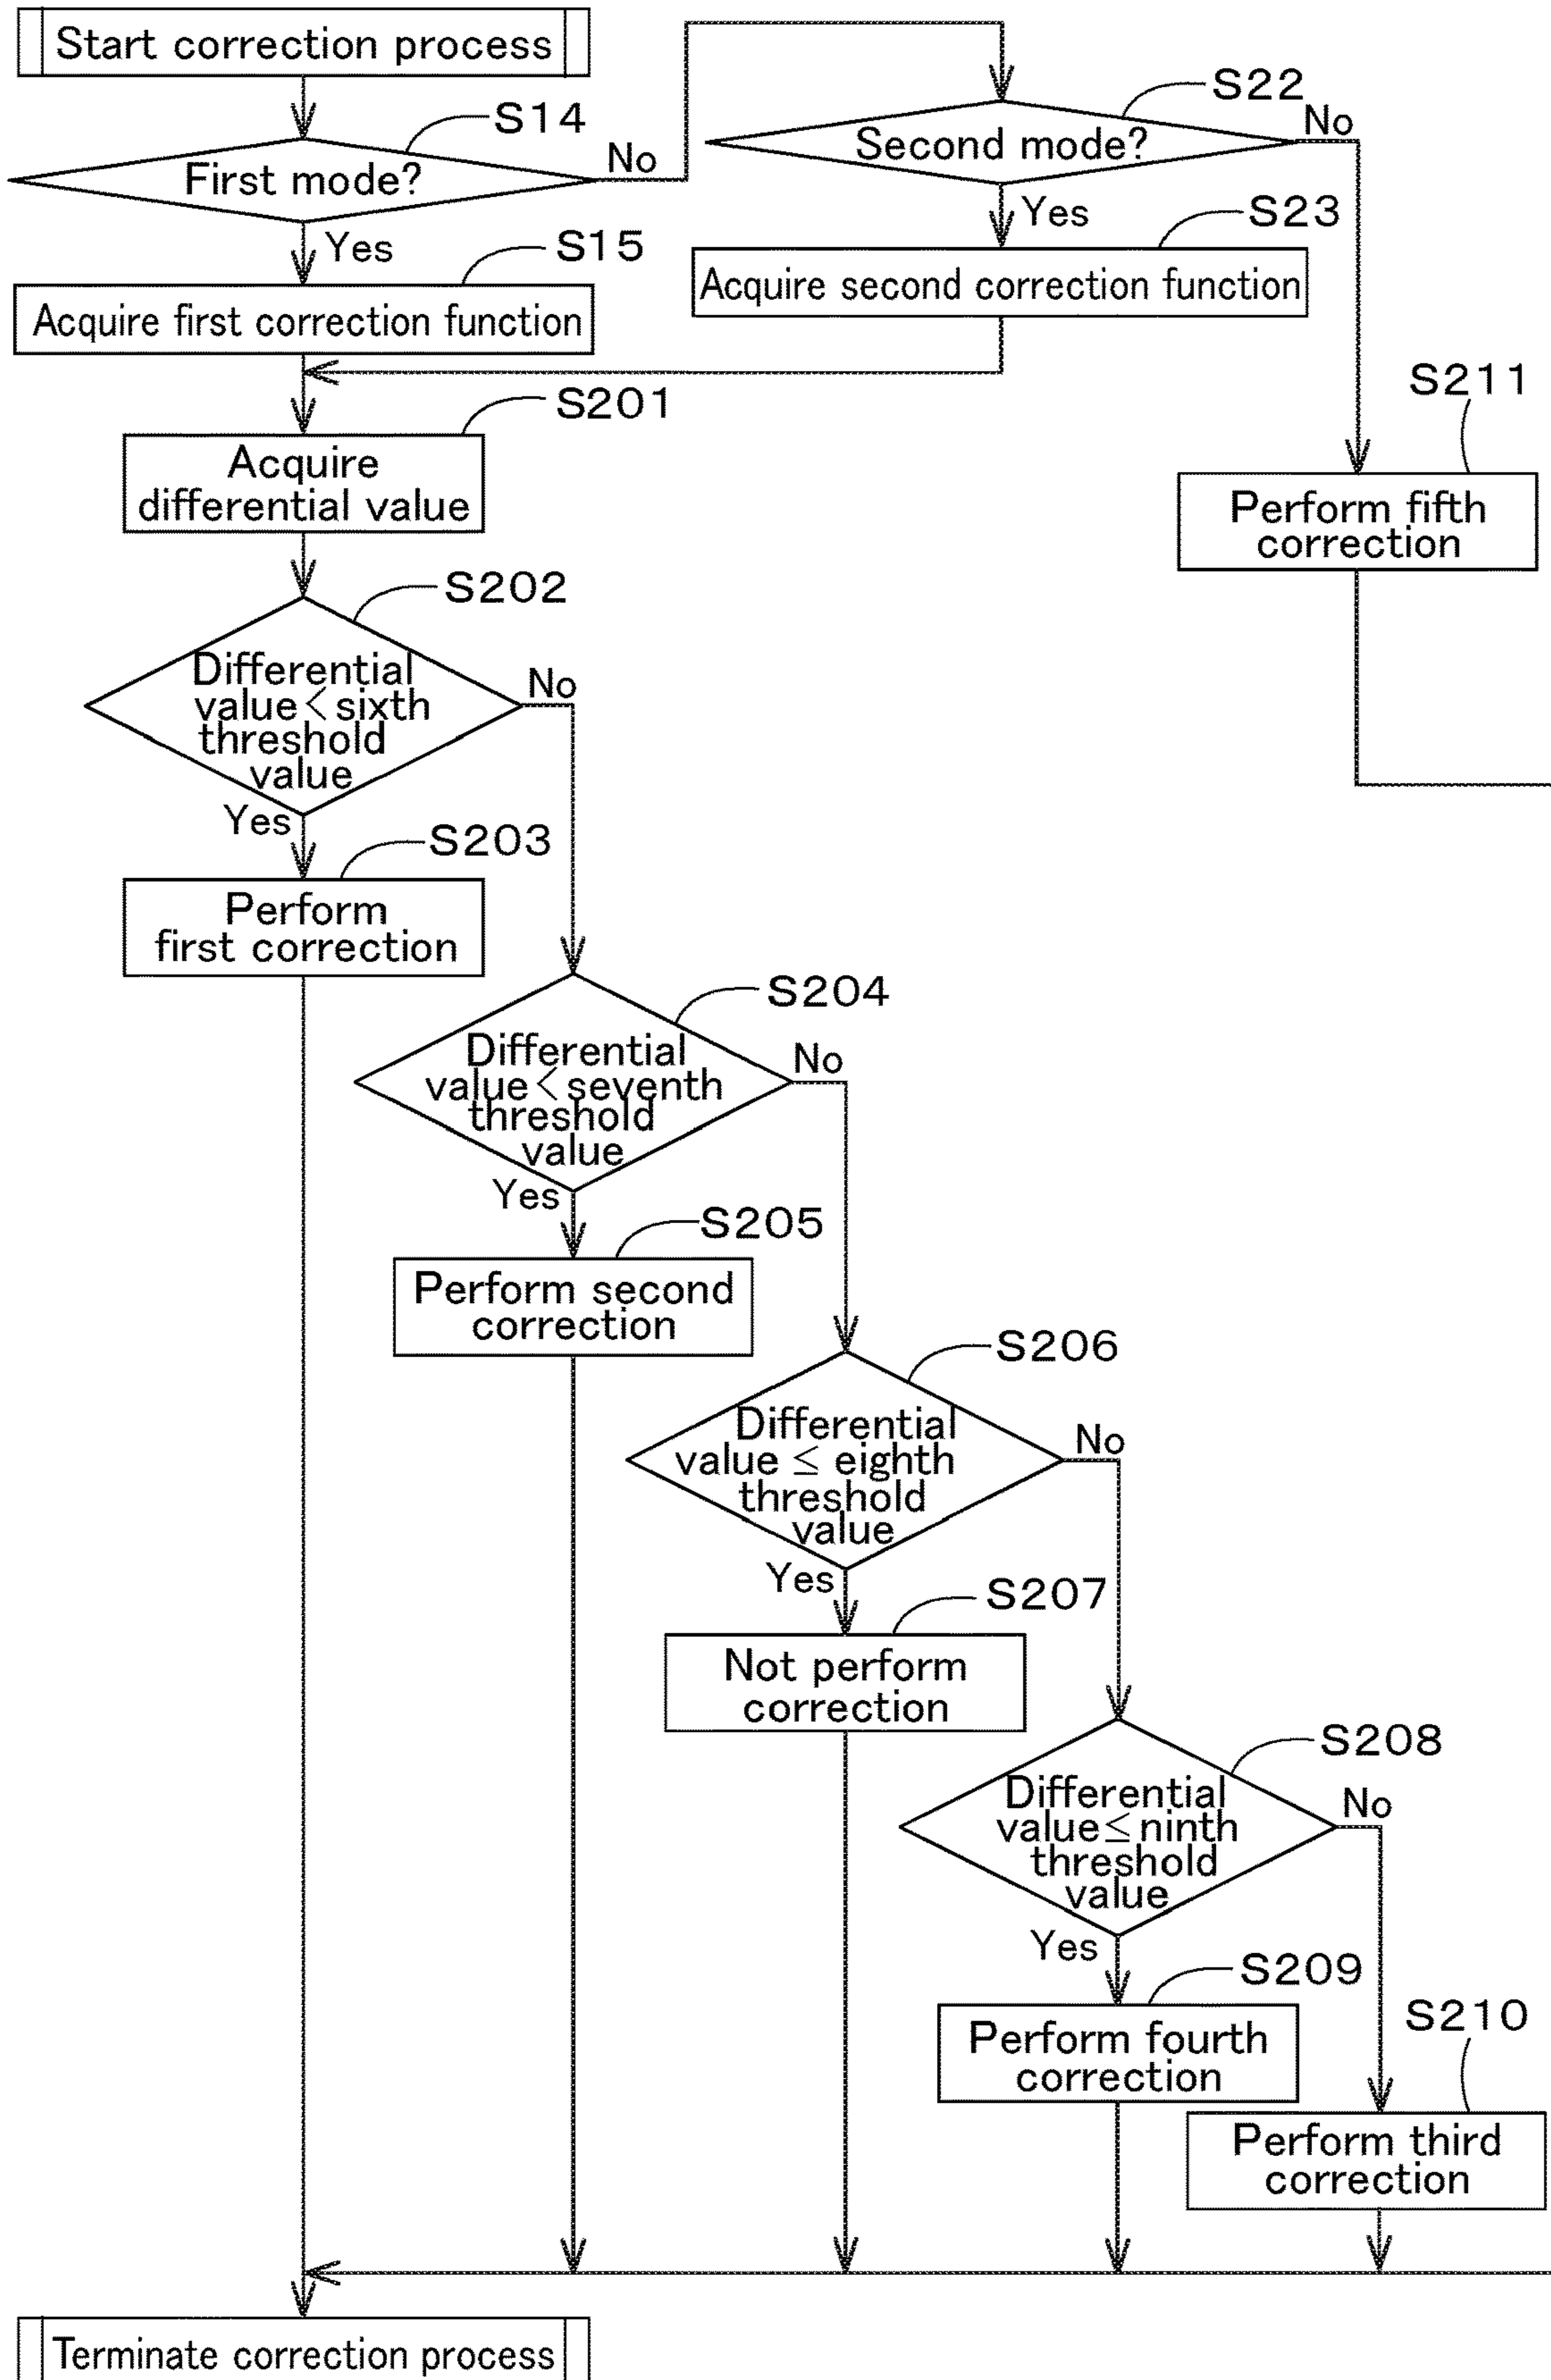 Start correction process
S14
First mode?
No
Yes
S22
Second mode?
No
Yes
S23
Acquire second correction function
S15
Acquire first correction function
S201
Acquire
differential value
S211
Perform fifth
correction
S202
Differential
value < sixth
threshold
value
No
Yes
S203
Perform
first correction
S204
Differential
value < seventh
threshold
value
No
Yes
S205
Perform second
correction
S206
Differential
value ≤ eighth
threshold
value
No
Yes
S207
Not perform
correction
S208
Differential
value ≤ ninth
threshold
value
No
Yes
S209
Perform fourth
correction
S210
Perform third
correction
Terminate correction process